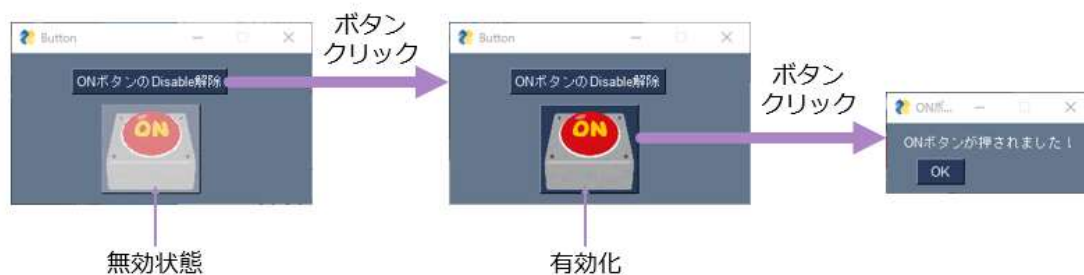 Button
ONボタンのDisable解除
ON
無効状態
ボタン
クリック
Button
ONボタンのDisable解除
ON
有効化
ボタン
クリック
ONボ...
ONボタンが押されました！
OK